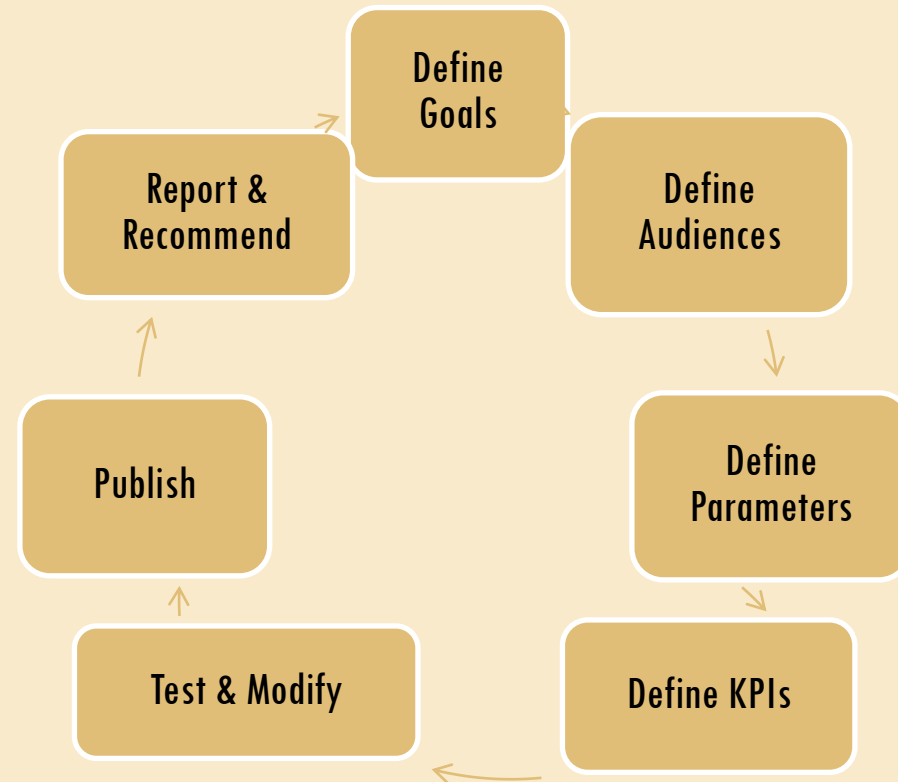 Define
Goals
Define
Audiences
Define
Parameters
Define KPIs
Test & Modify
Publish
Report &
Recommend